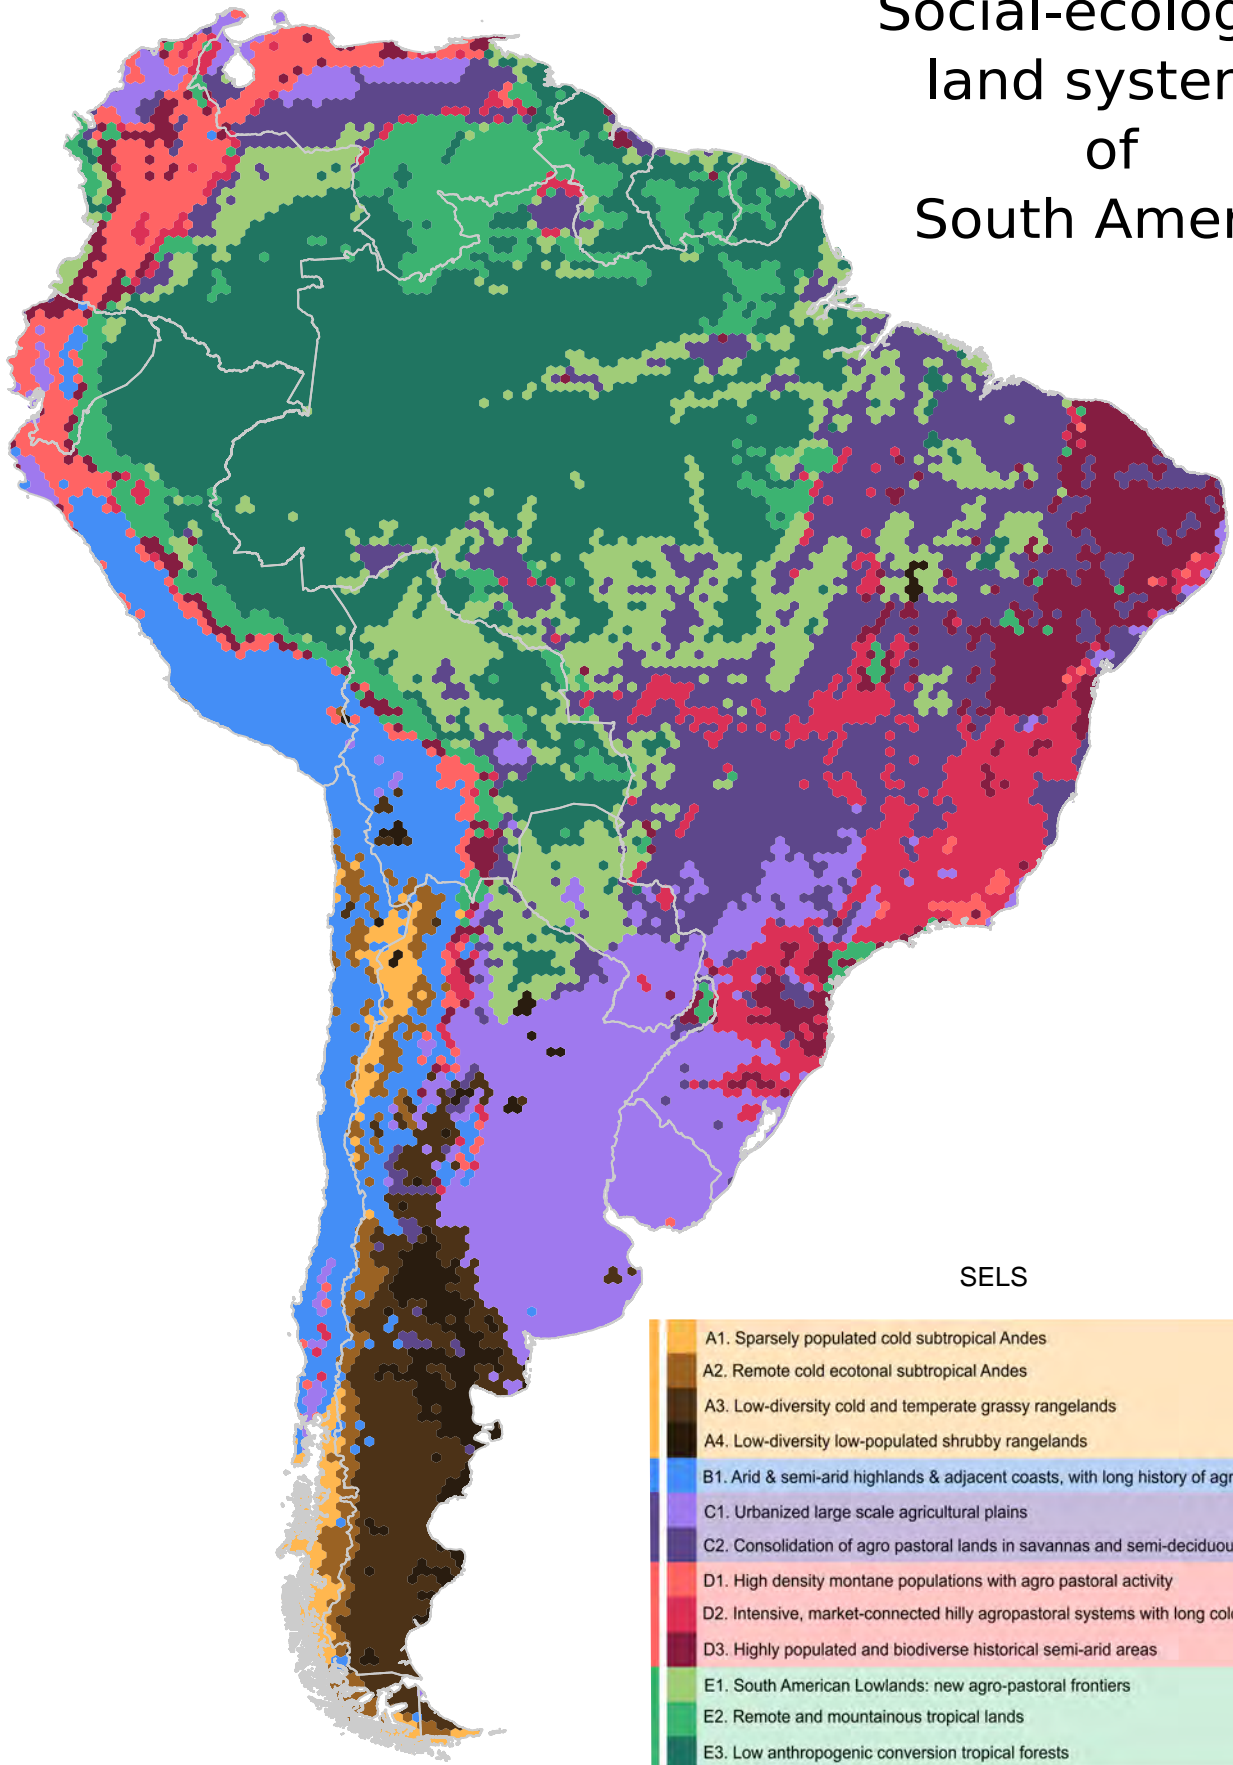 Social-ecolog
land system
of
South Amer
SELS
A1. Sparsely populated cold subtropical Andes
A2. Remote cold ecotonal subtropical Andes
A3. Low-diversity cold and temperate grassy rangelands
A4. Low-diversity low-populated shrubby rangelands
B1. Arid & semi-arid highlands & adjacent coasts, with long history of agr
C1. Urbanized large scale agricultural plains
C2. Consolidation of agro pastoral lands in savannas and semi-deciduou
D1. High density montane populations with agro pastoral activity
D2. Intensive, market-connected hilly agropastoral systems with long colo
D3. Highly populated and biodiverse historical semi-arid areas
E1. South American Lowlands: new agro-pastoral frontiers
E2. Remote and mountainous tropical lands
E3. Low anthropogenic conversion tropical forests